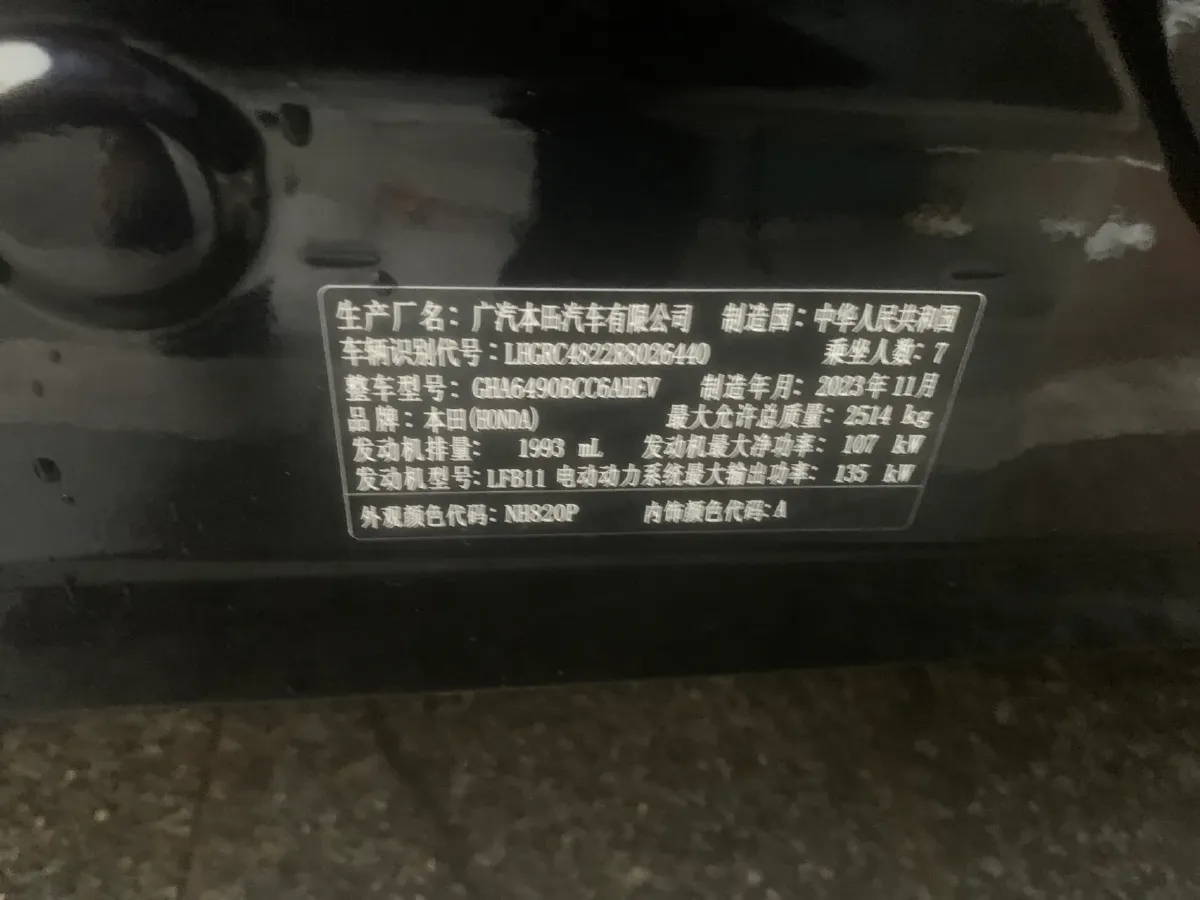 生产厂名：广汽本田汽车有限公司 制造国：中华人民共和国
车辆识别代号：LHGRC4822R8026440 乘坐人数：7
整车型号：GHA6490BCC6AHEV 制造年月：2023年11月
品牌：本田(HONDA) 最大允许总质量：2514 kg
发动机排量： 1993 mL 发动机最大净功率：107 kW
发动机型号：LFB11 电动动力系统最大输出功率：135 kW
外观颜色代码：NH820P 内饰颜色代码:A